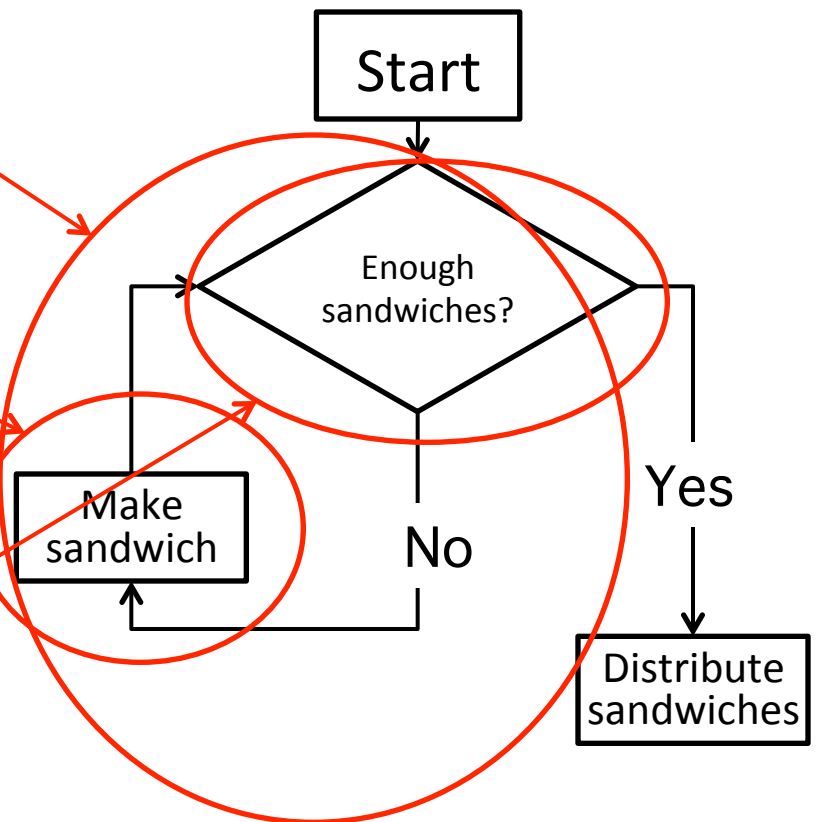 Start
Enough
sandwiches?
Yes
Make
sandwich
No
Distribute
sandwiches